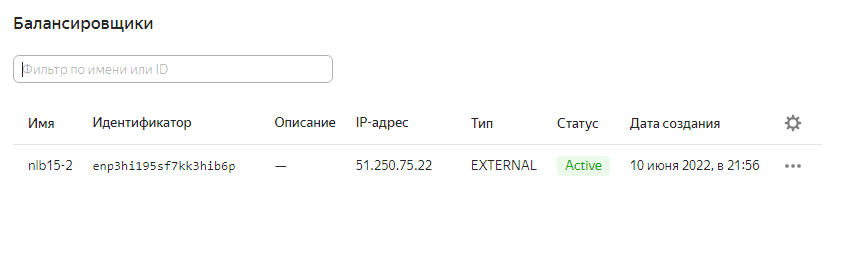 Балансировщики
Фильтр по имени или ID
Имя Идентификатор Описание IP-адрес Тип Статус Дата создания
nlb15-2 enp3hi195sf7kk3hib6p — 51.250.75.22 EXTERNAL Active 10 июня 2022, в 21:56